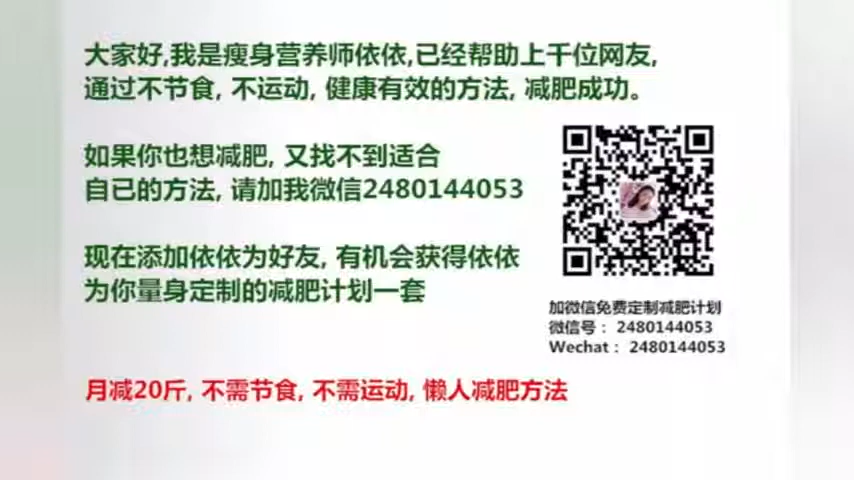 大家好,我是瘦身营养师依依,已经帮助上千位网友,
通过不节食, 不运动, 健康有效的方法, 减肥成功。
如果你也想减肥, 又找不到适合
自已的方法, 请加我微信2480144053
现在添加依依为好友, 有机会获得依依
为你量身定制的减肥计划一套
加微信免费定制减肥计划
微信号： 2480144053
Wechat： 2480144053
月减20斤, 不需节食, 不需运动, 懒人减肥方法